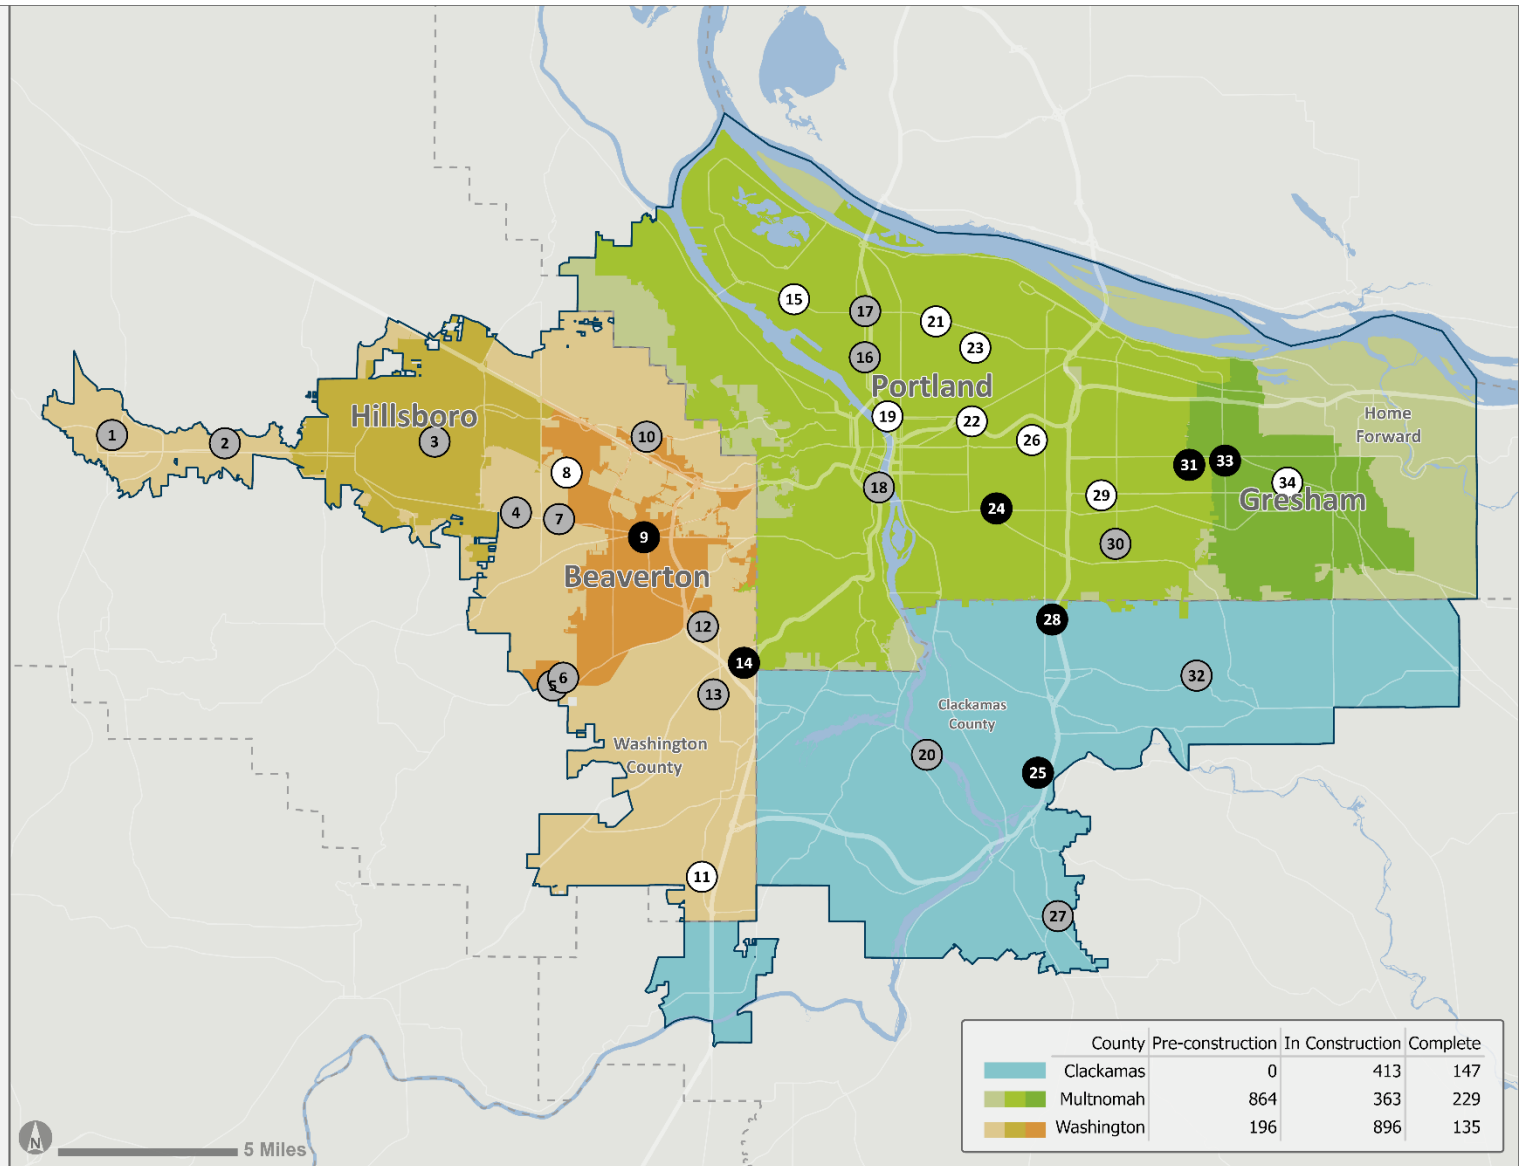 15
17
21
23
16
Portland
Hillsboro
19
Home
Forward
22
1
2
3
10
26
31
33
8
34
29
Gresham
18
4
7
24
9
30
Beaverton
28
12
14
5
6
32
13
Clackamas
County
Washington
County
20
25
11
27
County Pre-construction In Construction Complete
Clackamas 0 413 147
Multnomah 864 363 229
Washington 196 896 135
N
5 Miles